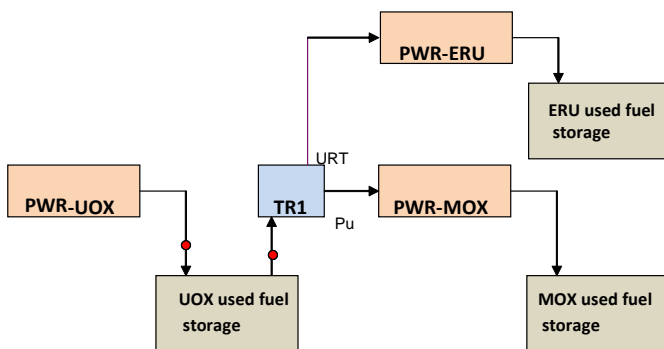 PWR-ERU
ERU used fuel
storage
URT
PWR-UOX
TR1
PWR-MOX
Pu
UOX used fuel
storage
MOX used fuel
storage